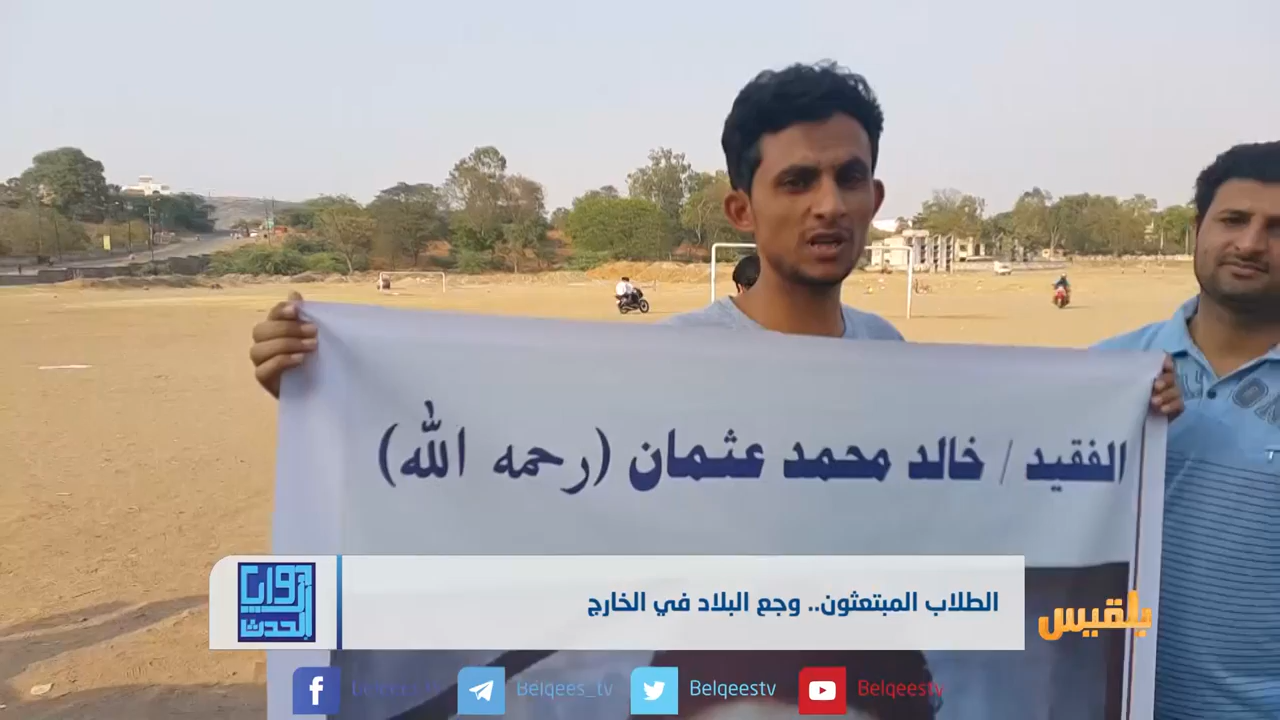 الفقيد / خالد محمد عثمان (رحمه الله)
الطلاب المبتعثون.. وجع البلاد في الخارج
زوايا الحدث
بلقيس
Belqees_tv
Belqeestv
Belqeestv